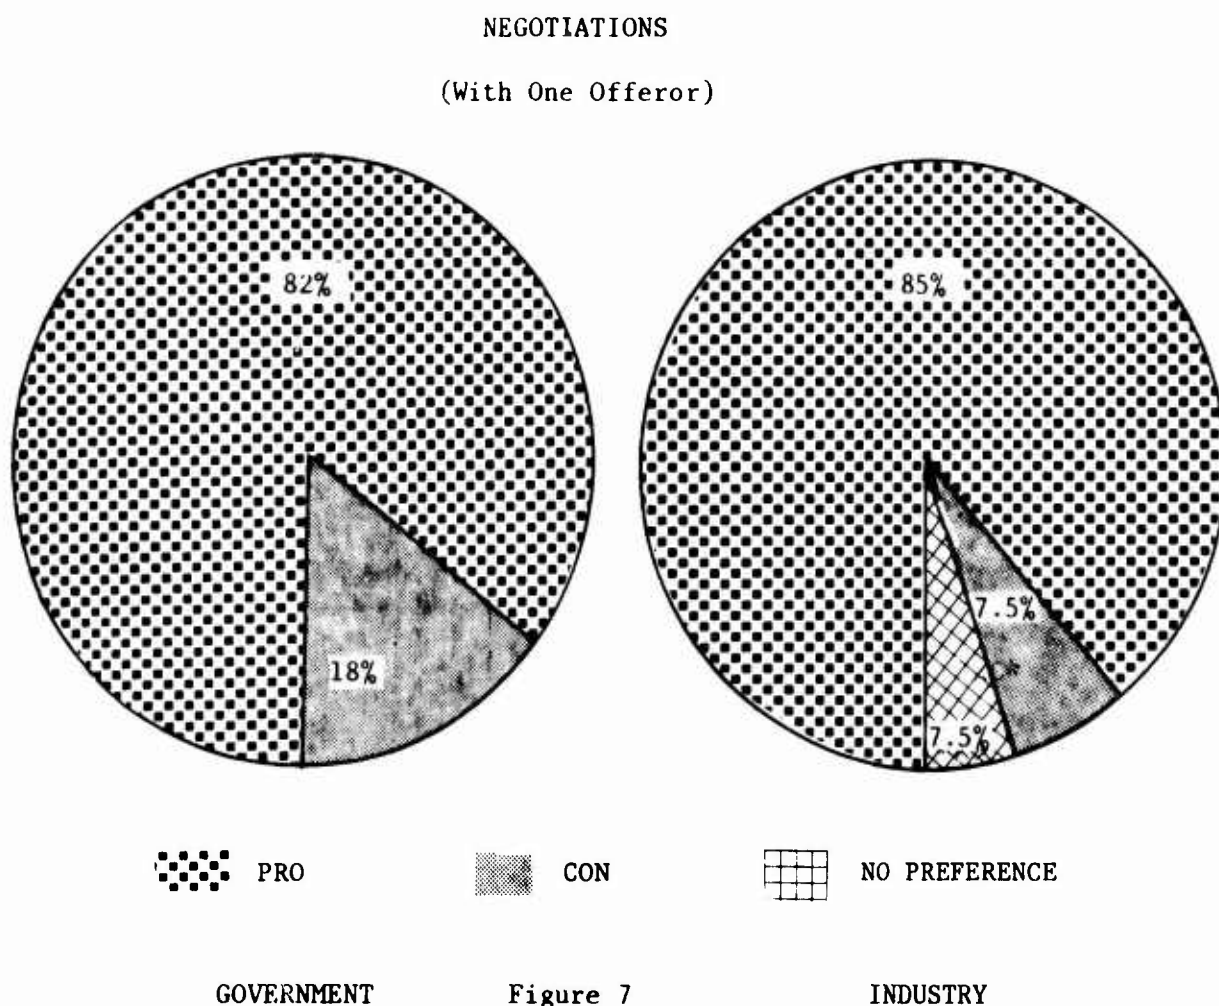 NEGOTIATIONS
(With One Offeror)
82%
85%
7.5%
18%
7.5%
PRO CON NO PREFERENCE
GOVERNMENT Figure 7 INDUSTRY